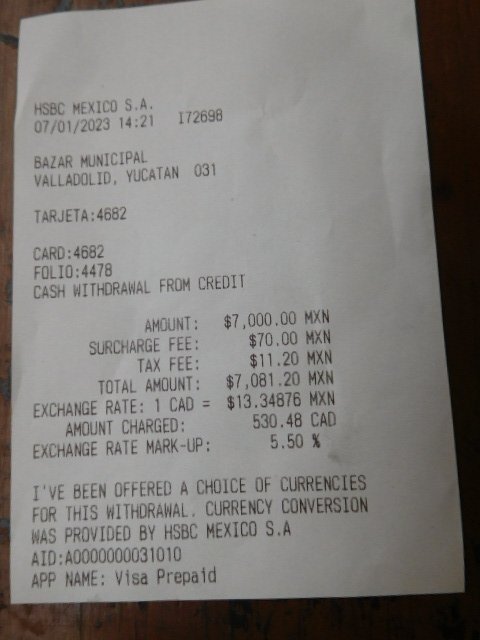 HSBC MEXICO S.A.
07/01/2023 14:21 I72698
BAZAR MUNICIPAL
VALLADOLID, YUCATAN 031
TARJETA:4682
CARD:4682
FOLIO:4478
CASH WITHDRAWAL FROM CREDIT
AMOUNT: $7,000.00 MXN
SURCHARGE FEE: $70.00 MXN
TAX FEE: $11.20 MXN
TOTAL AMOUNT: $7,081.20 MXN
EXCHANGE RATE: 1 CAD = $13.34876 MXN
AMOUNT CHARGED: 530.48 CAD
EXCHANGE RATE MARK-UP: 5.50 %
I'VE BEEN OFFERED A CHOICE OF CURRENCIES
FOR THIS WITHDRAWAL. CURRENCY CONVERSION
WAS PROVIDED BY HSBC MEXICO S.A
AID:A0000000031010
APP NAME: Visa Prepaid